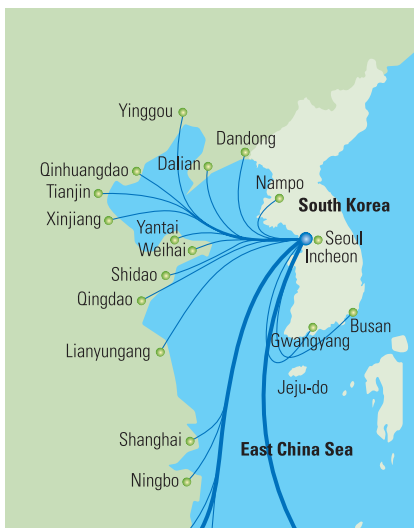 Yinggou
Dandong
Qinhuangdao
Dalian
Tianjin
Nampo
Xinjiang
South Korea
Yantai
Seoul
Weihai
Incheon
Shidao
Qingdao
Busan
Gwangyang
Lianyungang
Jeju-do
Shanghai
East China Sea
Ningbo